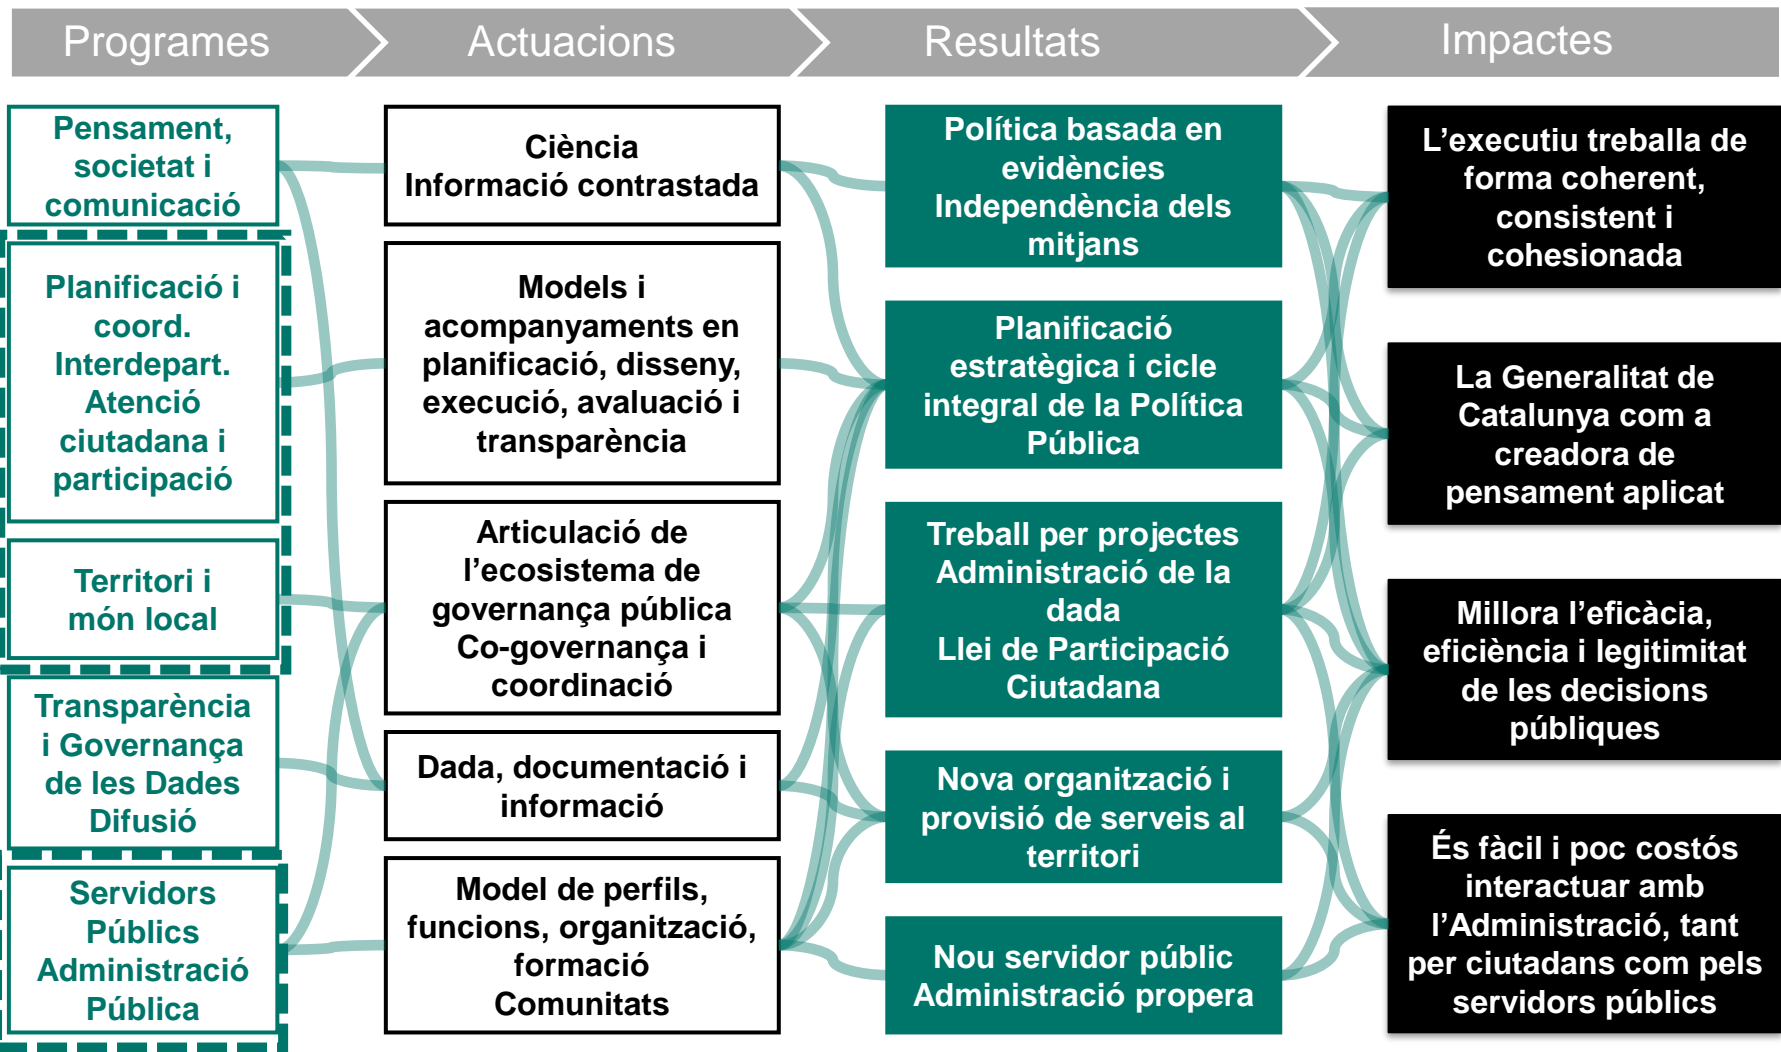 Programes
Actuacions
Resultats
Impactes
Pensament,
societat i
comunicació
Planificació i
coord.
Interdepart.
Atenció
ciutadana i
participació
Territori i
món local
Transparència
i Governança
de les Dades
Difusió
Servidors
Públics
Administració
Pública
Ciència
Informació contrastada
Models i
acompanyaments en
planificació, disseny,
execució, avaluació i
transparència
Articulació de
l’ecosistema de
governança pública
Co-governança i
coordinació
Dada, documentació i
informació
Model de perfils,
funcions, organització,
formació
Comunitats
Política basada en
evidències
Independència dels
mitjans
Planificació
estratègica i cicle
integral de la Política
Pública
Treball per projectes
Administració de la
dada
Llei de Participació
Ciutadana
Nova organització i
provisió de serveis al
territori
Nou servidor públic
Administració propera
L’executiu treballa de
forma coherent,
consistent i
cohesionada
La Generalitat de
Catalunya com a
creadora de
pensament aplicat
Millora l’eficàcia,
eficiència i legitimitat
de les decisions
públiques
És fàcil i poc costós
interactuar amb
l’Administració, tant
per ciutadans com pels
servidors públics